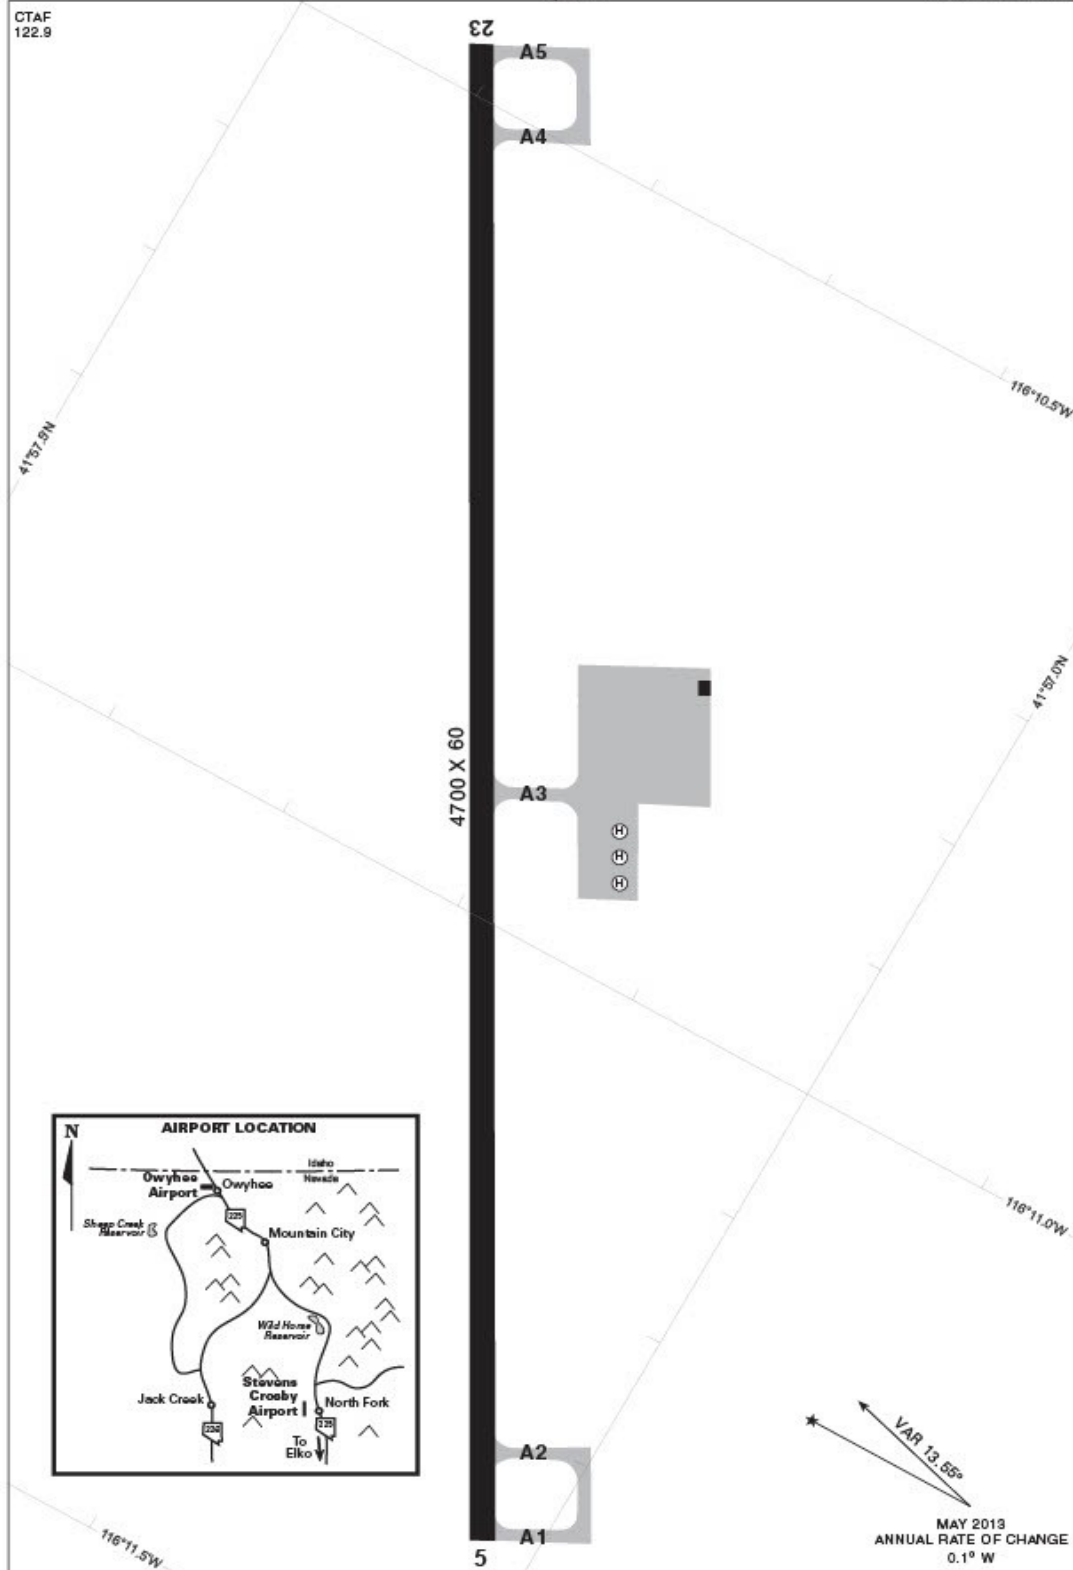 CTAF
122.9
23
A5
A4
116°10.5'W
41°57.9'N
41°57.0'N
4700 X 60
A3
H
H
H
AIRPORT LOCATION
N
Idaho
Nevada
Owyhee
Airport
Owyhee
225
Sheep Creek
Reservoir
Mountain City
Wild Horse
Reservoir
Stevens
Crosby
Airport
Jack Creek
North Fork
226
225
To
Elko
116°11.0'W
A2
A1
5
116°11.5'W
VAR 13.55°
MAY 2013
ANNUAL RATE OF CHANGE
0.1° W